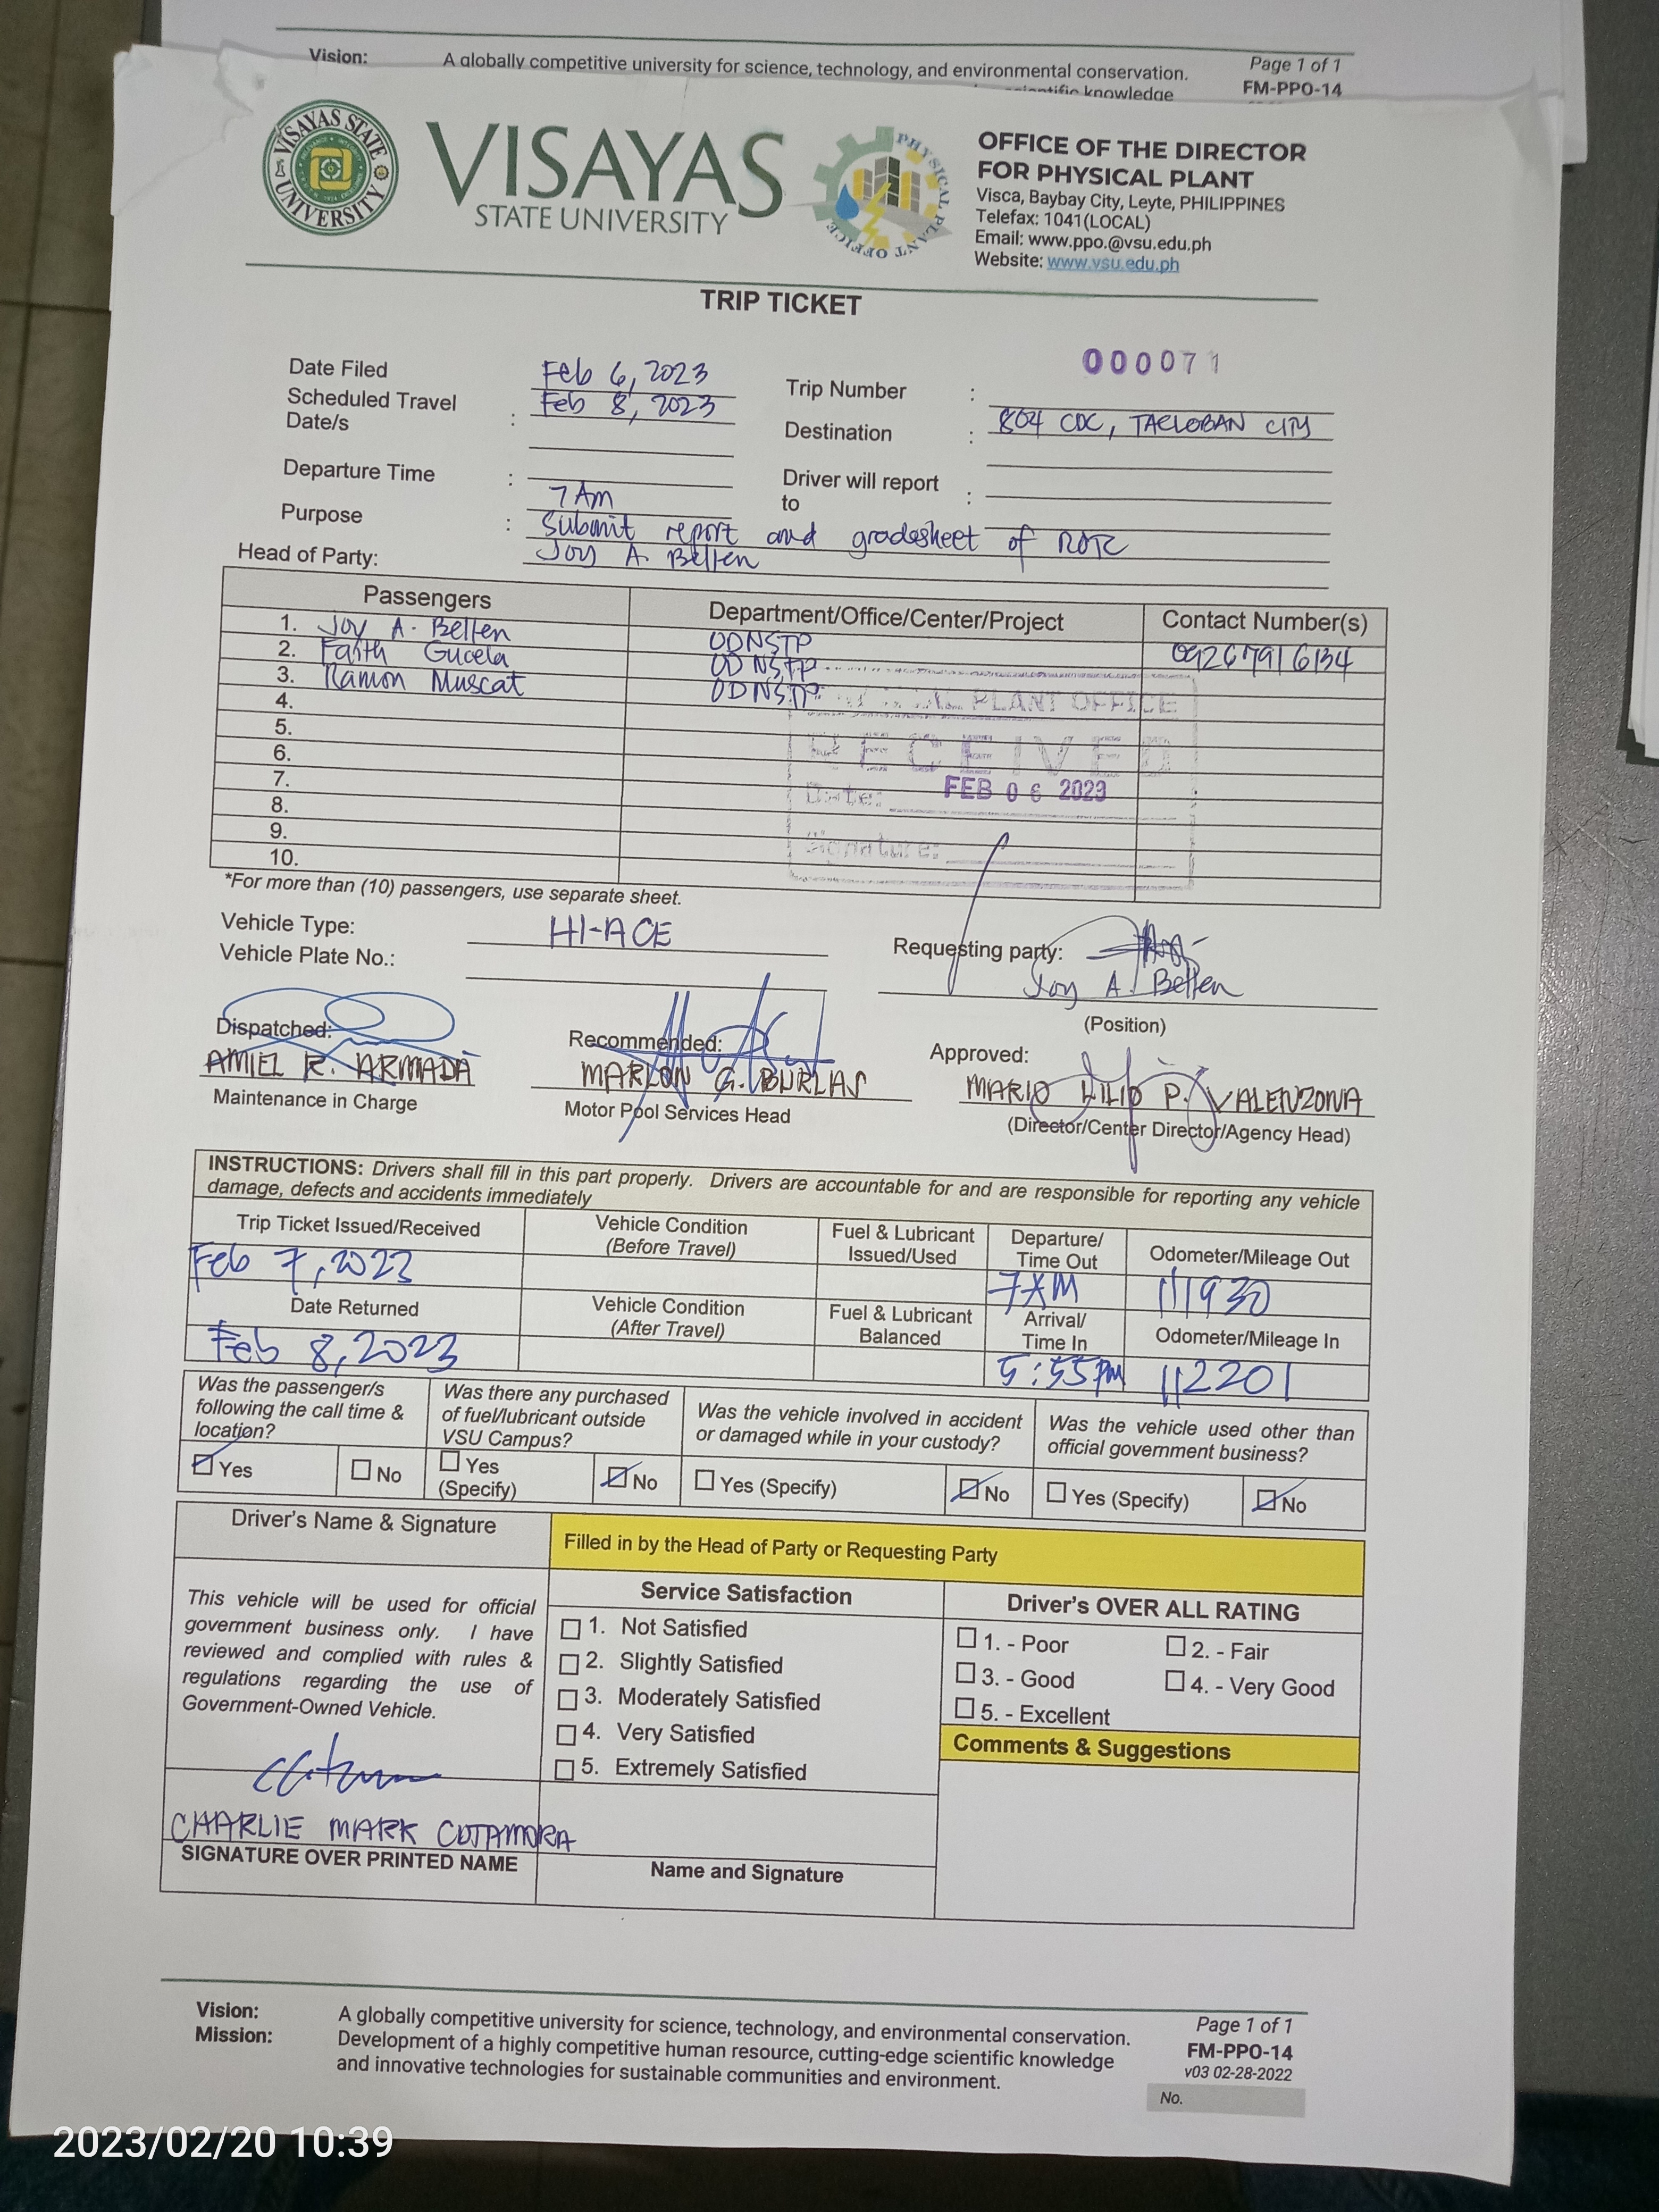 Vision: A globally competitive university for science, technology, and environmental conservation. Page 1 of 1
scientific knowledge FM-PPO-14
VISAYAS STATE UNIVERSITY
VISAYAS
STATE UNIVERSITY
PHYSICAL PLANT OFFICE
OFFICE OF THE DIRECTOR
FOR PHYSICAL PLANT
Visca, Baybay City, Leyte, PHILIPPINES
Telefax: 1041(LOCAL)
Email: www.ppo.@vsu.edu.ph
Website: www.vsu.edu.ph
TRIP TICKET
000071
Date Filed Feb 6, 2023 Trip Number :
Scheduled Travel Date/s : Feb 8, 2023 Destination : 804 CDC, TACLOBAN CITY
Departure Time : 7 Am Driver will report to :
Purpose : Submit report and gradesheet of ROTC
Head of Party: Joy A. Bellen
Passengers Department/Office/Center/Project Contact Number(s)
1. Joy A. Bellen ODNSTP 09267916134
2. Faith Gucela ODNSTP
3. Ramon Muscat ODNSTP
4.
5.
6.
7.
8.
9.
10.
PLANT OFFICE
RECEIVED
Date: FEB 06 2023
Signature:
*For more than (10) passengers, use separate sheet.
Vehicle Type: HI-ACE
Vehicle Plate No.:
Requesting party:
Joy A. Bellen
(Position)
Dispatched:
AMIEL R. ARMADA
Maintenance in Charge
Recommended:
MARLON G. BURLAS
Motor Pool Services Head
Approved:
MARIO LILIO P. VALENZONA
(Director/Center Director/Agency Head)
INSTRUCTIONS: Drivers shall fill in this part properly. Drivers are accountable for and are responsible for reporting any vehicle
damage, defects and accidents immediately
Trip Ticket Issued/Received Vehicle Condition (Before Travel) Fuel & Lubricant Issued/Used Departure/ Time Out Odometer/Mileage Out
Feb 7, 2023 7AM 111930
Date Returned Vehicle Condition (After Travel) Fuel & Lubricant Balanced Arrival/ Time In Odometer/Mileage In
Feb 8, 2023 5:55pm 112201
Was the passenger/s following the call time & location?
Yes No
Was there any purchased of fuel/lubricant outside VSU Campus?
Yes (Specify) No
Was the vehicle involved in accident or damaged while in your custody?
Yes (Specify) No
Was the vehicle used other than official government business?
Yes (Specify) No
Driver's Name & Signature
This vehicle will be used for official
government business only. I have
reviewed and complied with rules &
regulations regarding the use of
Government-Owned Vehicle.
CHARLIE MARK COTAMORA
SIGNATURE OVER PRINTED NAME
Filled in by the Head of Party or Requesting Party
Service Satisfaction
1. Not Satisfied
2. Slightly Satisfied
3. Moderately Satisfied
4. Very Satisfied
5. Extremely Satisfied
Name and Signature
Driver's OVER ALL RATING
1. - Poor 2. - Fair
3. - Good 4. - Very Good
5. - Excellent
Comments & Suggestions
Vision: A globally competitive university for science, technology, and environmental conservation.
Mission: Development of a highly competitive human resource, cutting-edge scientific knowledge
and innovative technologies for sustainable communities and environment.
Page 1 of 1
FM-PPO-14
v03 02-28-2022
No.
2023/02/20 10:39